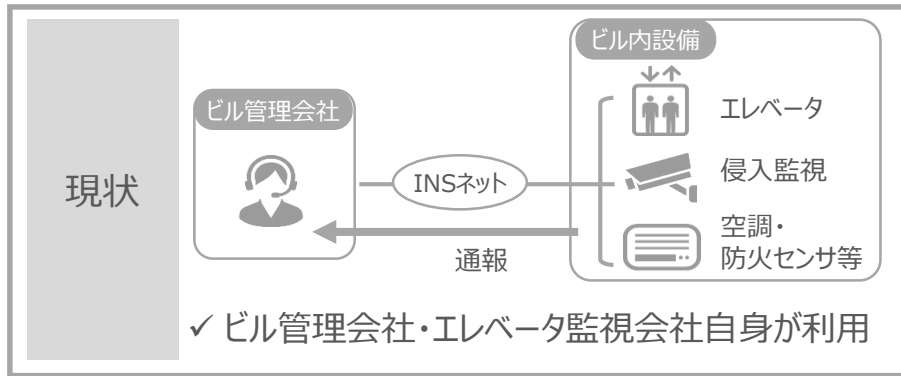 現状
ビル管理会社
INSネット
通報
ビル内設備
エレベータ
侵入監視
空調・
防火センサ等
✓ ビル管理会社・エレベータ監視会社自身が利用